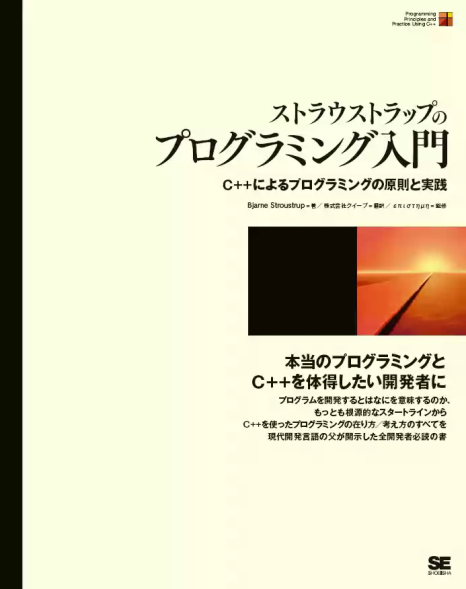 Programming
Principles and
Practice Using C++
ストラウストラップの
プログラミング入門
C++によるプログラミングの原則と実践
Bjarne Stroustrup=著／株式会社クイープ=翻訳／επιστημη=監修
本当のプログラミングと
C++を体得したい開発者に
プログラムを開発するとはなにを意味するのか、
もっとも根源的なスタートラインから
C++を使ったプログラミングの在り方／考え方のすべてを
現代開発言語の父が開示した全開発者必読の書
SE
SHOEISHA